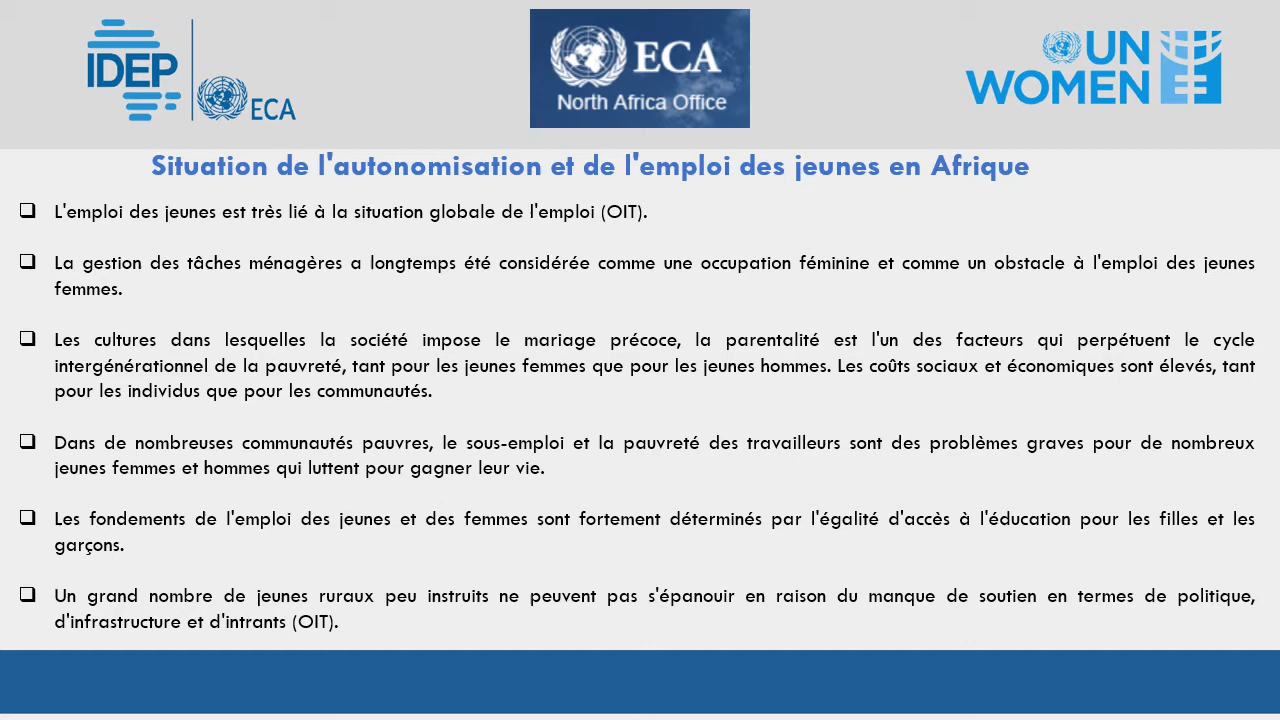 IDEP
ECA
ECA
North Africa Office
UN
WOMEN
Situation de l'autonomisation et de l'emploi des jeunes en Afrique
L'emploi des jeunes est très lié à la situation globale de l'emploi (OIT).
La gestion des tâches ménagères a longtemps été considérée comme une occupation féminine et comme un obstacle à l'emploi des jeunes
femmes.
Les cultures dans lesquelles la société impose le mariage précoce, la parentalité est l'un des facteurs qui perpétuent le cycle
intergénérationnel de la pauvreté, tant pour les jeunes femmes que pour les jeunes hommes. Les coûts sociaux et économiques sont élevés, tant
pour les individus que pour les communautés.
Dans de nombreuses communautés pauvres, le sous-emploi et la pauvreté des travailleurs sont des problèmes graves pour de nombreux
jeunes femmes et hommes qui luttent pour gagner leur vie.
Les fondements de l'emploi des jeunes et des femmes sont fortement déterminés par l'égalité d'accès à l'éducation pour les filles et les
garçons.
Un grand nombre de jeunes ruraux peu instruits ne peuvent pas s'épanouir en raison du manque de soutien en termes de politique,
d'infrastructure et d'intrants (OIT).